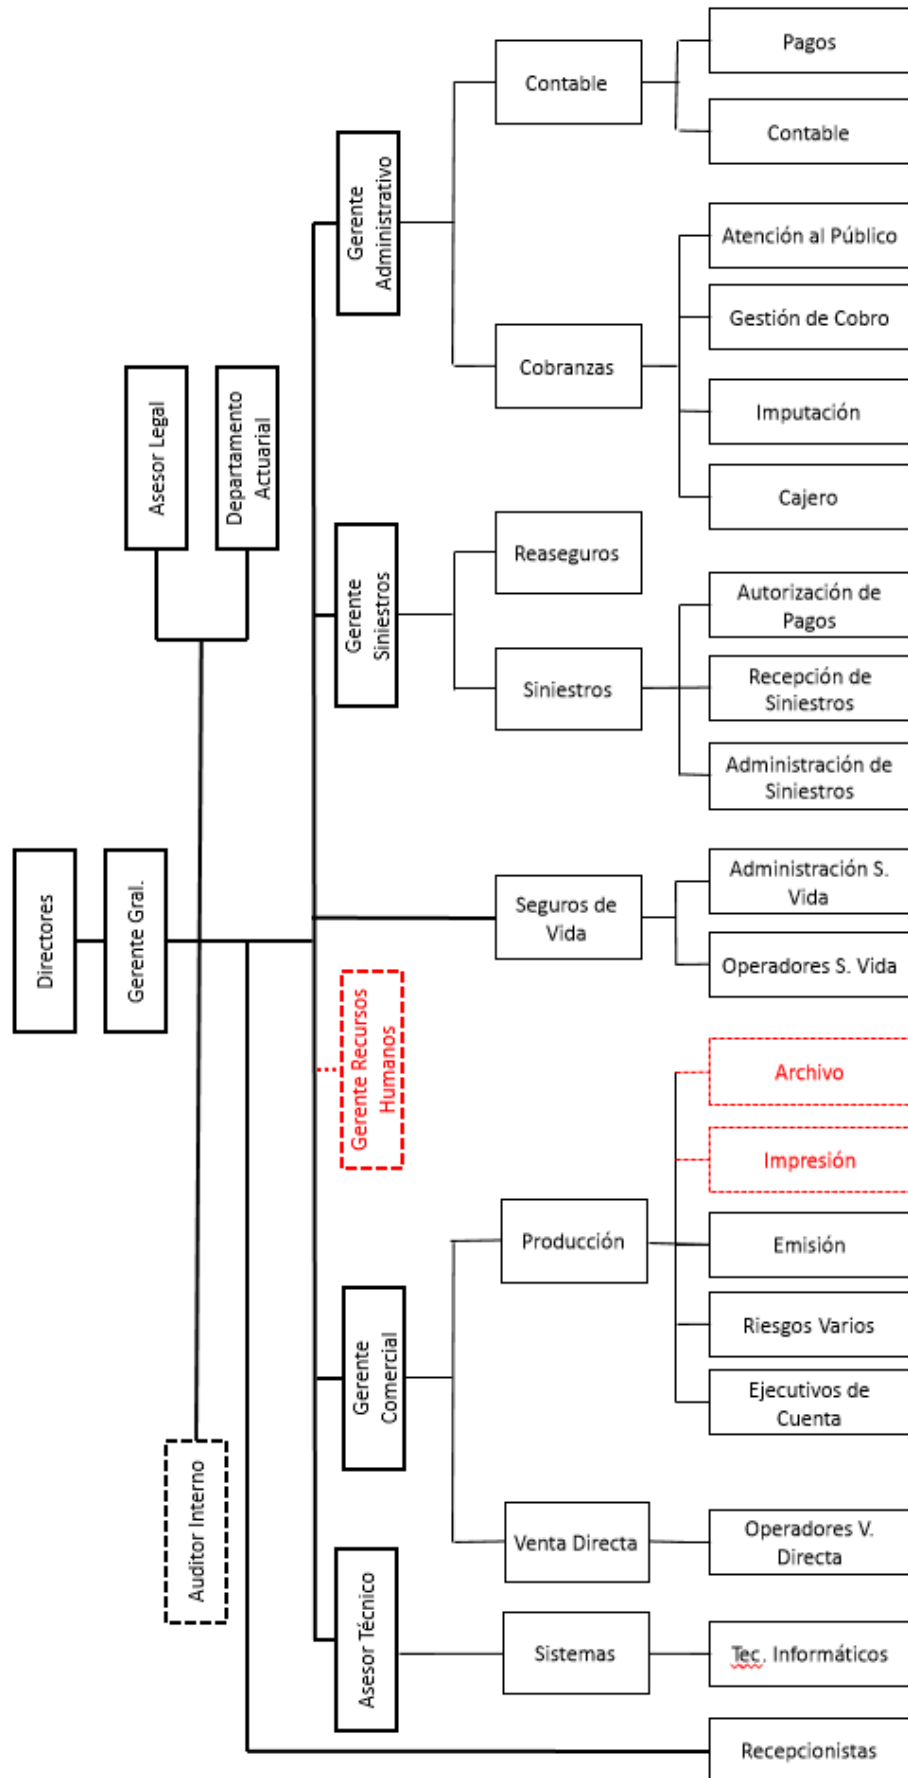 Directores
Gerente Gral.
Asesor Legal
Departamento
Actuarial
Auditor Interno
Gerente
Administrativo
Gerente
Siniestros
Gerente Recursos
Humanos
Gerente
Comercial
Asesor Técnico
Contable
Cobranzas
Reaseguros
Siniestros
Seguros de
Vida
Producción
Venta Directa
Sistemas
Pagos
Contable
Atención al Público
Gestión de Cobro
Imputación
Cajero
Autorización de
Pagos
Recepción de
Siniestros
Administración de
Siniestros
Administración S.
Vida
Operadores S. Vida
Archivo
Impresión
Emisión
Riesgos Varios
Ejecutivos de
Cuenta
Operadores V.
Directa
Tec. Informáticos
Recepcionistas